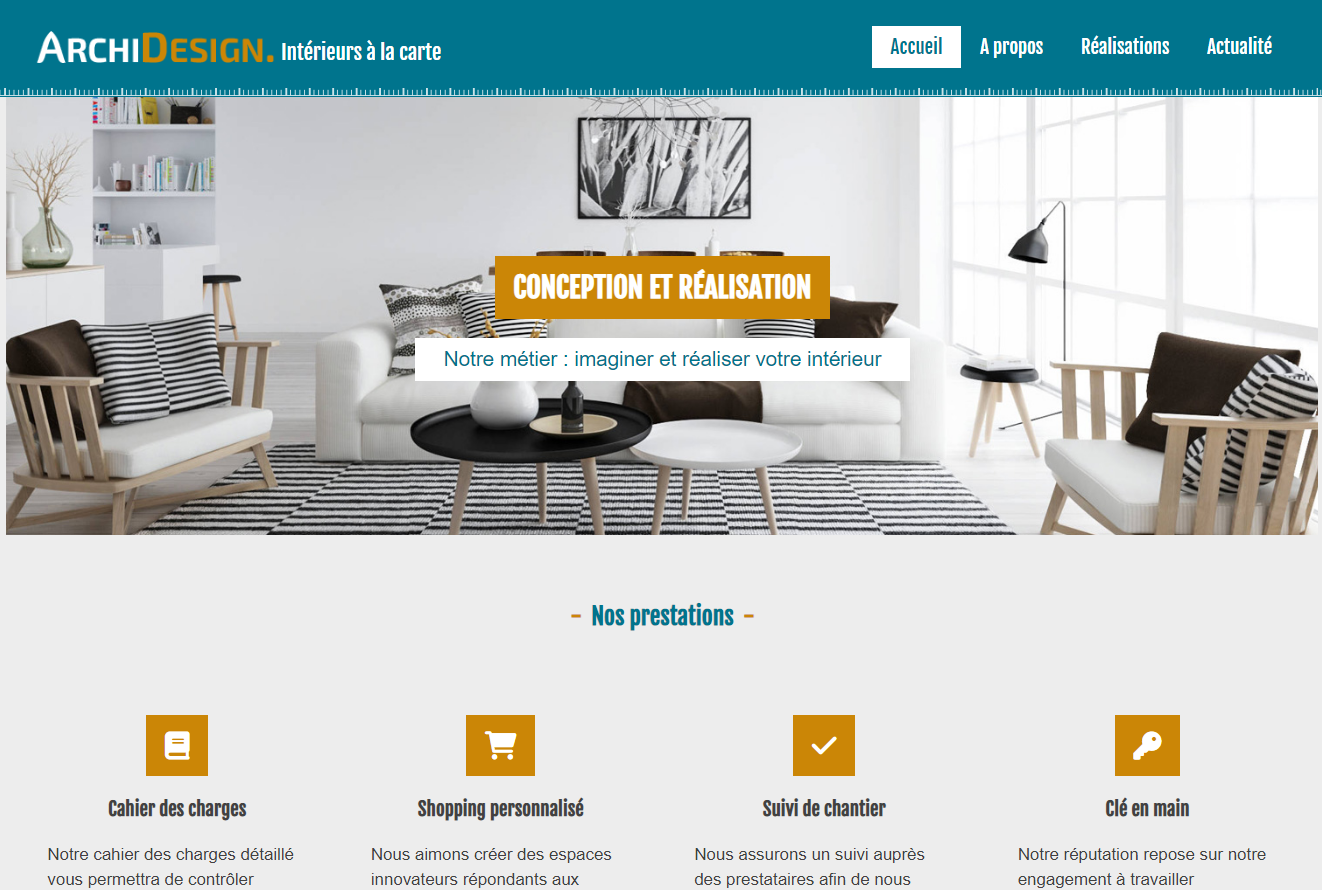 ARCHIDESIGN. Intérieurs à la carte
Accueil
A propos
Réalisations
Actualité
CONCEPTION ET RÉALISATION
Notre métier : imaginer et réaliser votre intérieur
- Nos prestations -
Cahier des charges
Notre cahier des charges détaillé
vous permettra de contrôler
Shopping personnalisé
Nous aimons créer des espaces
innovateurs répondants aux
Suivi de chantier
Nous assurons un suivi auprès
des prestataires afin de nous
Clé en main
Notre réputation repose sur notre
engagement à travailler